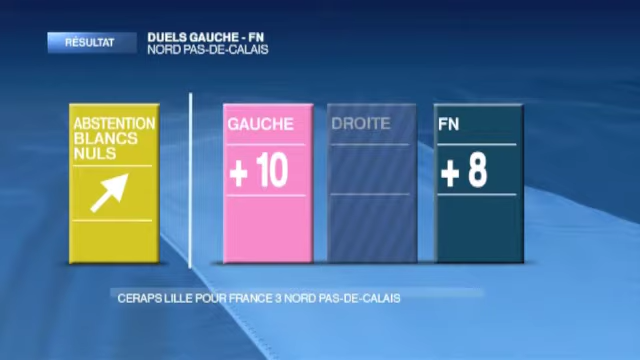 RÉSULTAT
DUELS GAUCHE - FN
NORD PAS-DE-CALAIS
ABSTENTION
BLANCS
NULS
GAUCHE
+ 10
DROITE
FN
+ 8
CERAPS LILLE POUR FRANCE 3 NORD PAS-DE-CALAIS